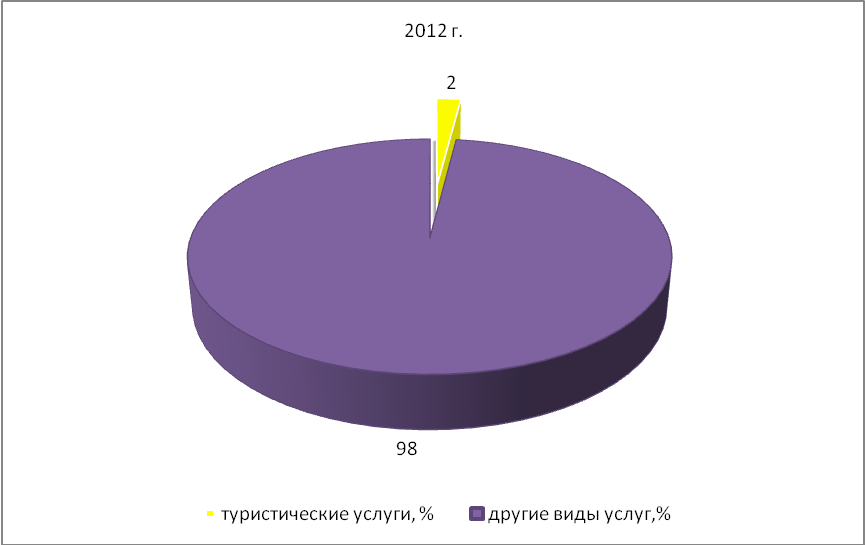 2012 г.
2
98
туристические услуги, %
другие виды услуг,%